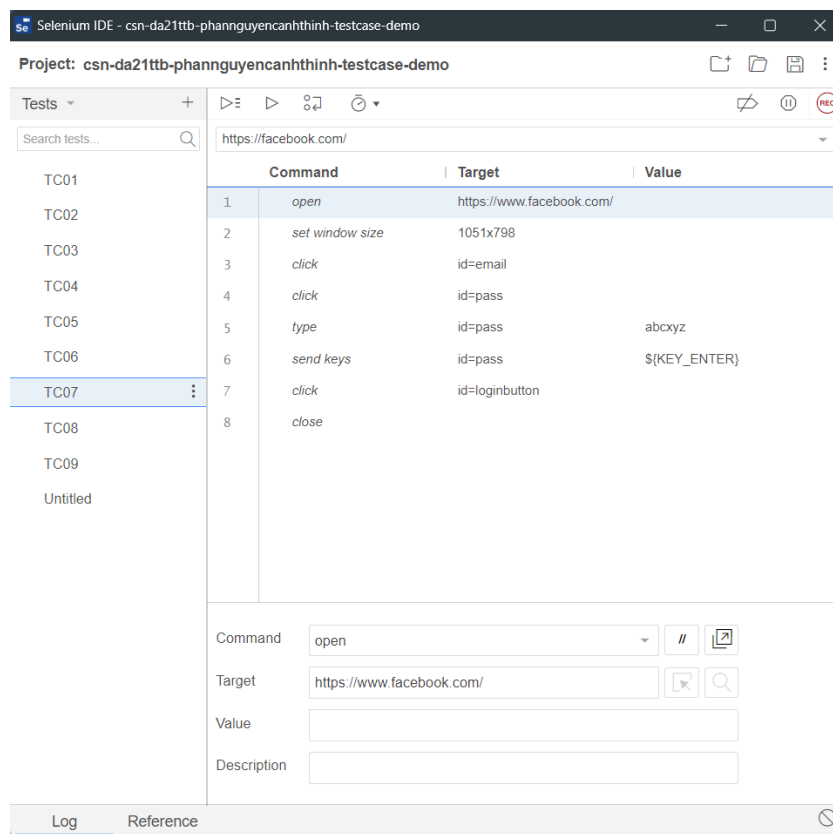 Selenium IDE - csn-da21ttb-phannguyencanhthinh-testcase-demo
Project: csn-da21ttb-phannguyencanhthinh-testcase-demo
Tests
REC
Search tests...
https://facebook.com/
TC01
TC02
TC03
TC04
TC05
TC06
TC07
TC08
TC09
Untitled
Command Target Value
1 open https://www.facebook.com/
2 set window size 1051x798
3 click id=email
4 click id=pass
5 type id=pass abcxyz
6 send keys id=pass ${KEY_ENTER}
7 click id=loginbutton
8 close
Command open //
Target https://www.facebook.com/
Value
Description
Log Reference